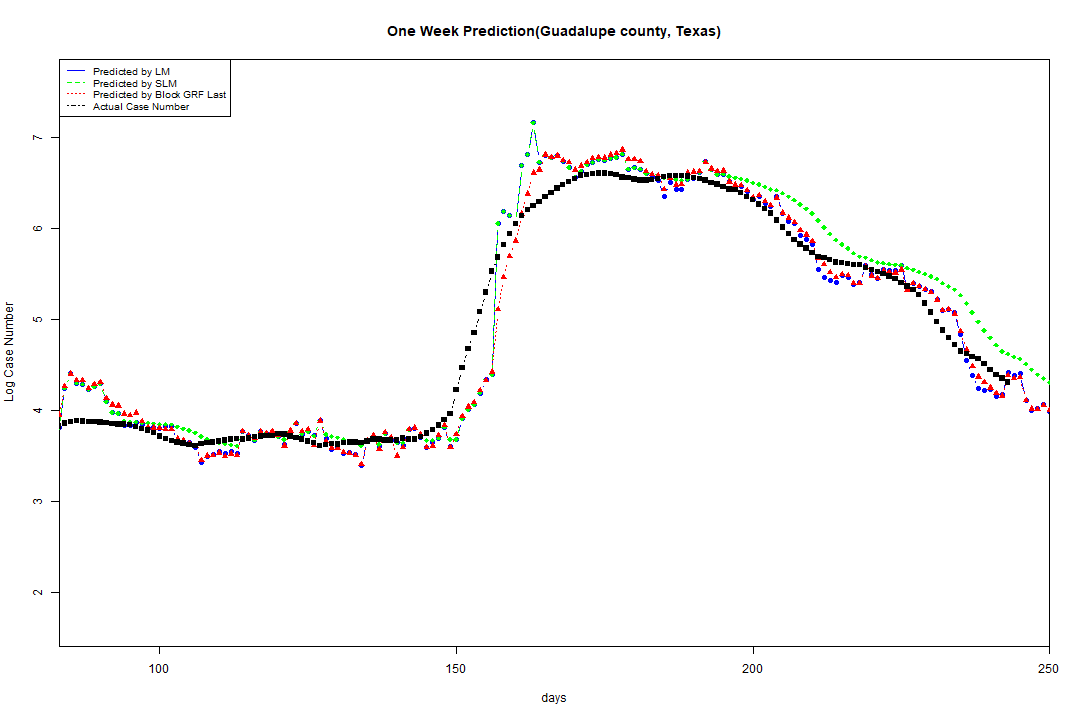 One Week Prediction(Guadalupe county, Texas)
Predicted by LM
Predicted by SLM
Predicted by Block GRF Last
Actual Case Number
7
6
5
4
3
2
Log Case Number
100 150 200 250
days